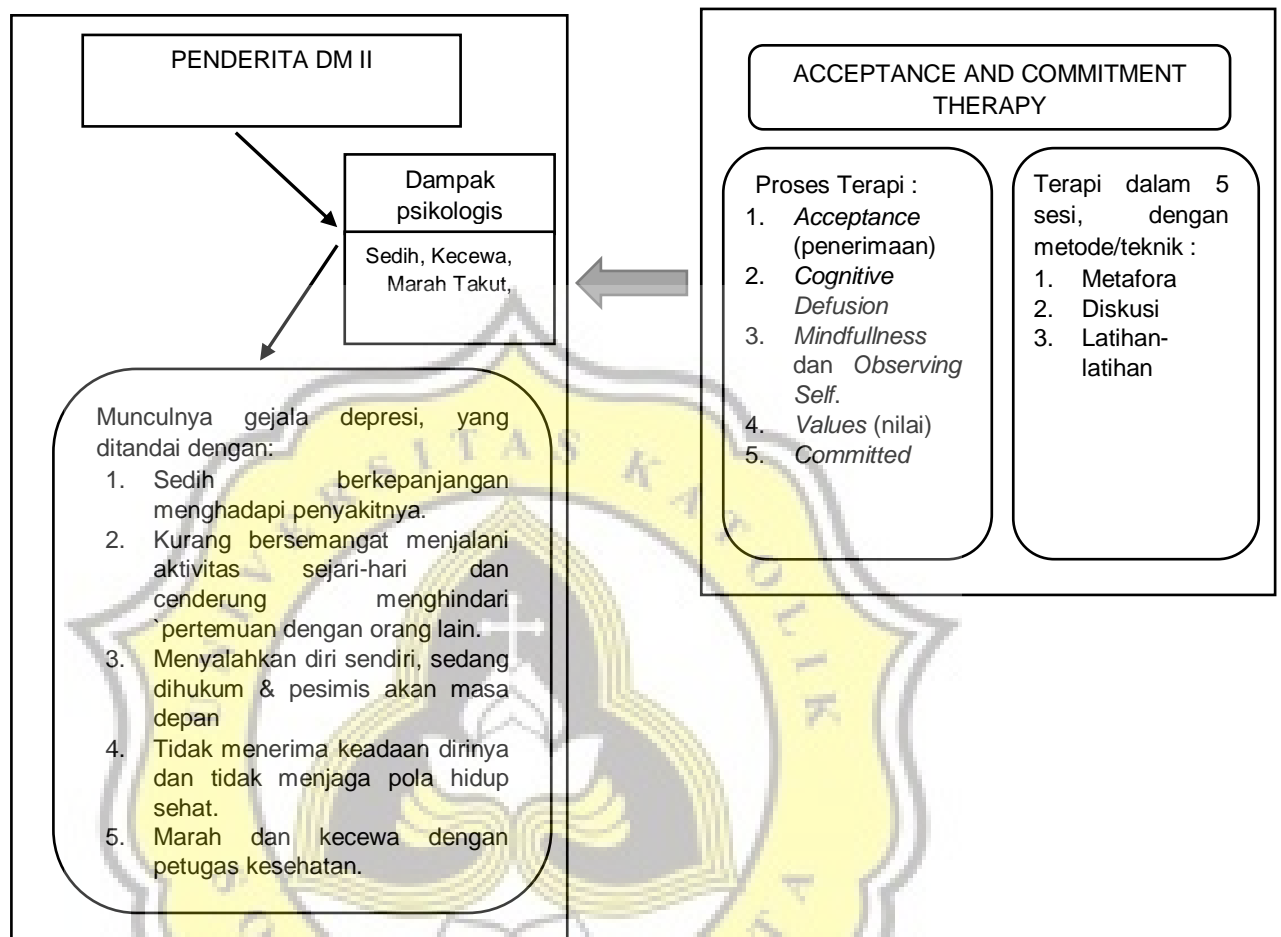 PENDERITA DM II
Dampak
psikologis
Sedih, Kecewa,
Marah Takut,
Munculnya gejala depresi, yang
ditandai dengan:
1. Sedih berkepanjangan
menghadapi penyakitnya.
2. Kurang bersemangat menjalani
aktivitas sejari-hari dan
cenderung menghindari
`pertemuan dengan orang lain.
3. Menyalahkan diri sendiri, sedang
dihukum & pesimis akan masa
depan
4. Tidak menerima keadaan dirinya
dan tidak menjaga pola hidup
sehat.
5. Marah dan kecewa dengan
petugas kesehatan.
ACCEPTANCE AND COMMITMENT
THERAPY
Proses Terapi :
1. Acceptance
(penerimaan)
2. Cognitive
Defusion
3. Mindfullness
dan Observing
Self.
4. Values (nilai)
5. Committed
Terapi dalam 5
sesi, dengan
metode/teknik :
1. Metafora
2. Diskusi
3. Latihan-
latihan